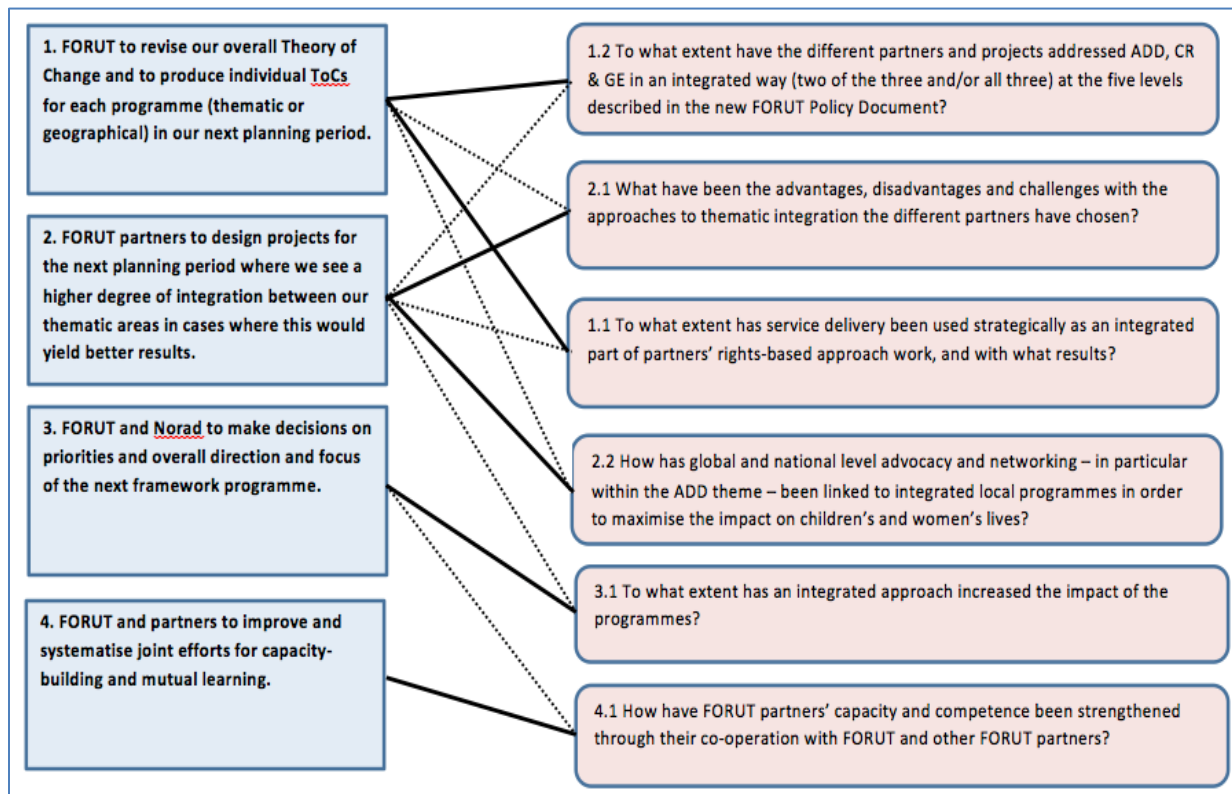 1. FORUT to revise our overall Theory of
Change and to produce individual ToCs
for each programme (thematic or
geographical) in our next planning period.
2. FORUT partners to design projects for
the next planning period where we see a
higher degree of integration between our
thematic areas in cases where this would
yield better results.
3. FORUT and Norad to make decisions on
priorities and overall direction and focus
of the next framework programme.
4. FORUT and partners to improve and
systematise joint efforts for capacity-
building and mutual learning.
1.2 To what extent have the different partners and projects addressed ADD, CR
& GE in an integrated way (two of the three and/or all three) at the five levels
described in the new FORUT Policy Document?
2.1 What have been the advantages, disadvantages and challenges with the
approaches to thematic integration the different partners have chosen?
1.1 To what extent has service delivery been used strategically as an integrated
part of partners’ rights-based approach work, and with what results?
2.2 How has global and national level advocacy and networking – in particular
within the ADD theme – been linked to integrated local programmes in order
to maximise the impact on children’s and women’s lives?
3.1 To what extent has an integrated approach increased the impact of the
programmes?
4.1 How have FORUT partners’ capacity and competence been strengthened
through their co-operation with FORUT and other FORUT partners?